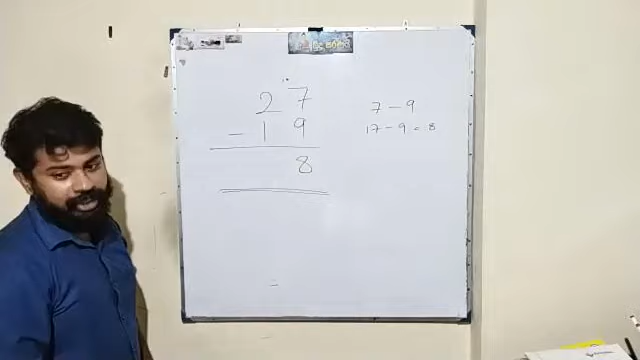 2 7
- 1 9
8
7 - 9
17 - 9 = 8